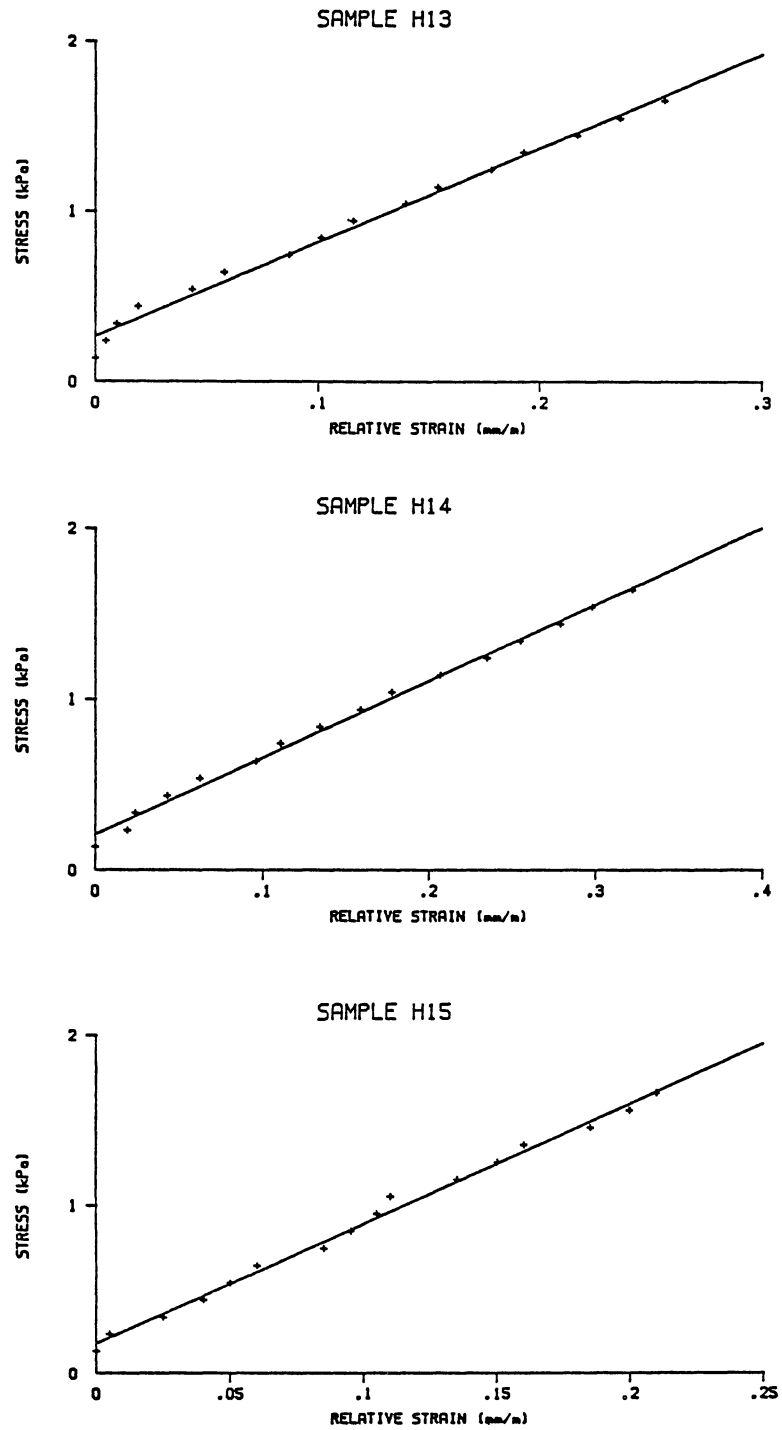 SAMPLE H13
2
1
0
STRESS (kPa)
0 .1 .2 .3
RELATIVE STRAIN (mm/m)
SAMPLE H14
2
1
0
STRESS (kPa)
0 .1 .2 .3 .4
RELATIVE STRAIN (mm/m)
SAMPLE H15
2
1
0
STRESS (kPa)
0 .05 .1 .15 .2 .25
RELATIVE STRAIN (mm/m)